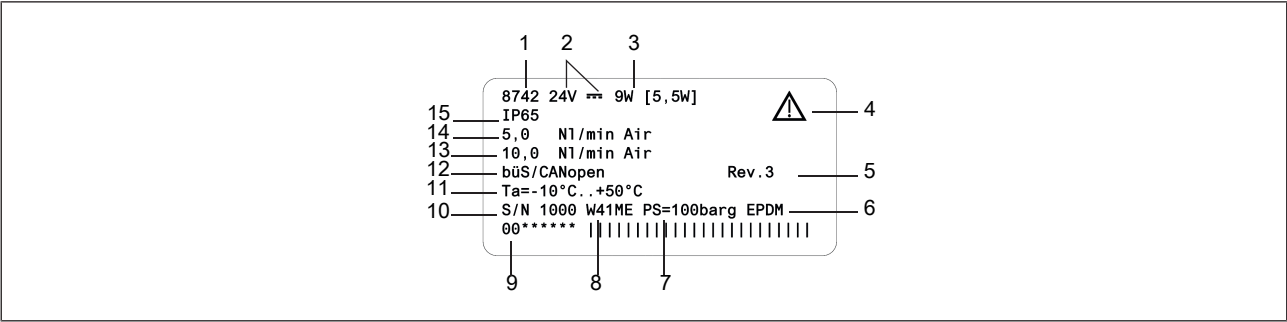 1 2 3
8742 24V 9W [5,5W]
15 IP65 4
14 5,0 Nl/min Air
13 10,0 Nl/min Air
12 büS/CANopen Rev.3 5
11 Ta=-10°C..+50°C
10 S/N 1000 W41ME PS=100barg EPDM 6
00******
9 8 7